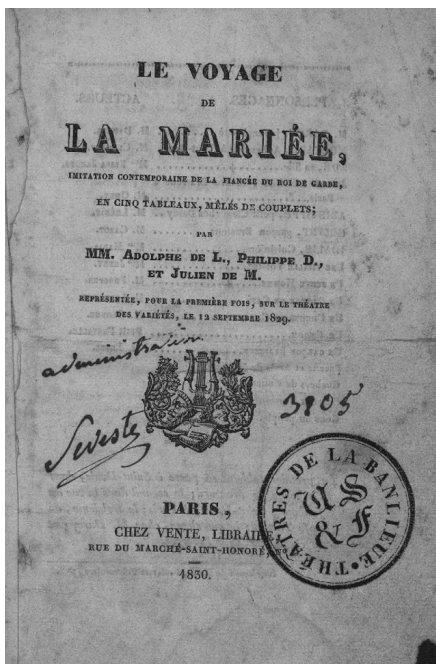 LE VOYAGE
DE
LA MARIÉE,
IMITATION CONTEMPORAINE DE LA FIANCÉE DU ROI DE GARBE,
EN CINQ TABLEAUX, MÊLÉS DE COUPLETS;
PAR
MM. ADOLPHE DE L., PHILIPPE D.,
ET JULIEN DE M.
REPRÉSENTÉE, POUR LA PREMIÈRE FOIS, SUR LE THÉATRE
DES VARIÉTÉS, LE 12 SEPTEMBRE 1829.
administration
Seveste
3105
PARIS,
CHEZ VENTE, LIBRAIRE
RUE DU MARCHÉ-SAINT-HONORÉ,
1830.
THÉATRES DE LA BANLIEUE
S & F